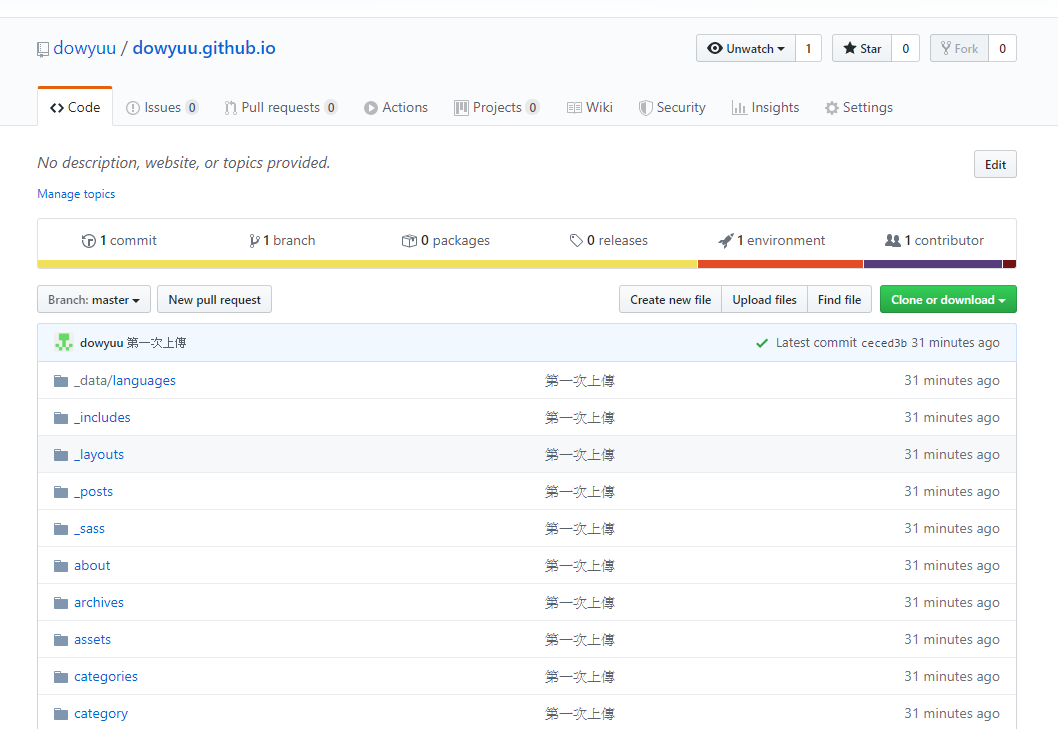 dowyuu / dowyuu.github.io Unwatch 1 Star 0 Fork 0
Code Issues 0 Pull requests 0 Actions Projects 0 Wiki Security Insights Settings
No description, website, or topics provided. Edit
Manage topics
1 commit 1 branch 0 packages 0 releases 1 environment 1 contributor
Branch: master New pull request Create new file Upload files Find file Clone or download
dowyuu 第一次上傳 Latest commit ceced3b 31 minutes ago
_data/languages 第一次上傳 31 minutes ago
_includes 第一次上傳 31 minutes ago
_layouts 第一次上傳 31 minutes ago
_posts 第一次上傳 31 minutes ago
_sass 第一次上傳 31 minutes ago
about 第一次上傳 31 minutes ago
archives 第一次上傳 31 minutes ago
assets 第一次上傳 31 minutes ago
categories 第一次上傳 31 minutes ago
category 第一次上傳 31 minutes ago